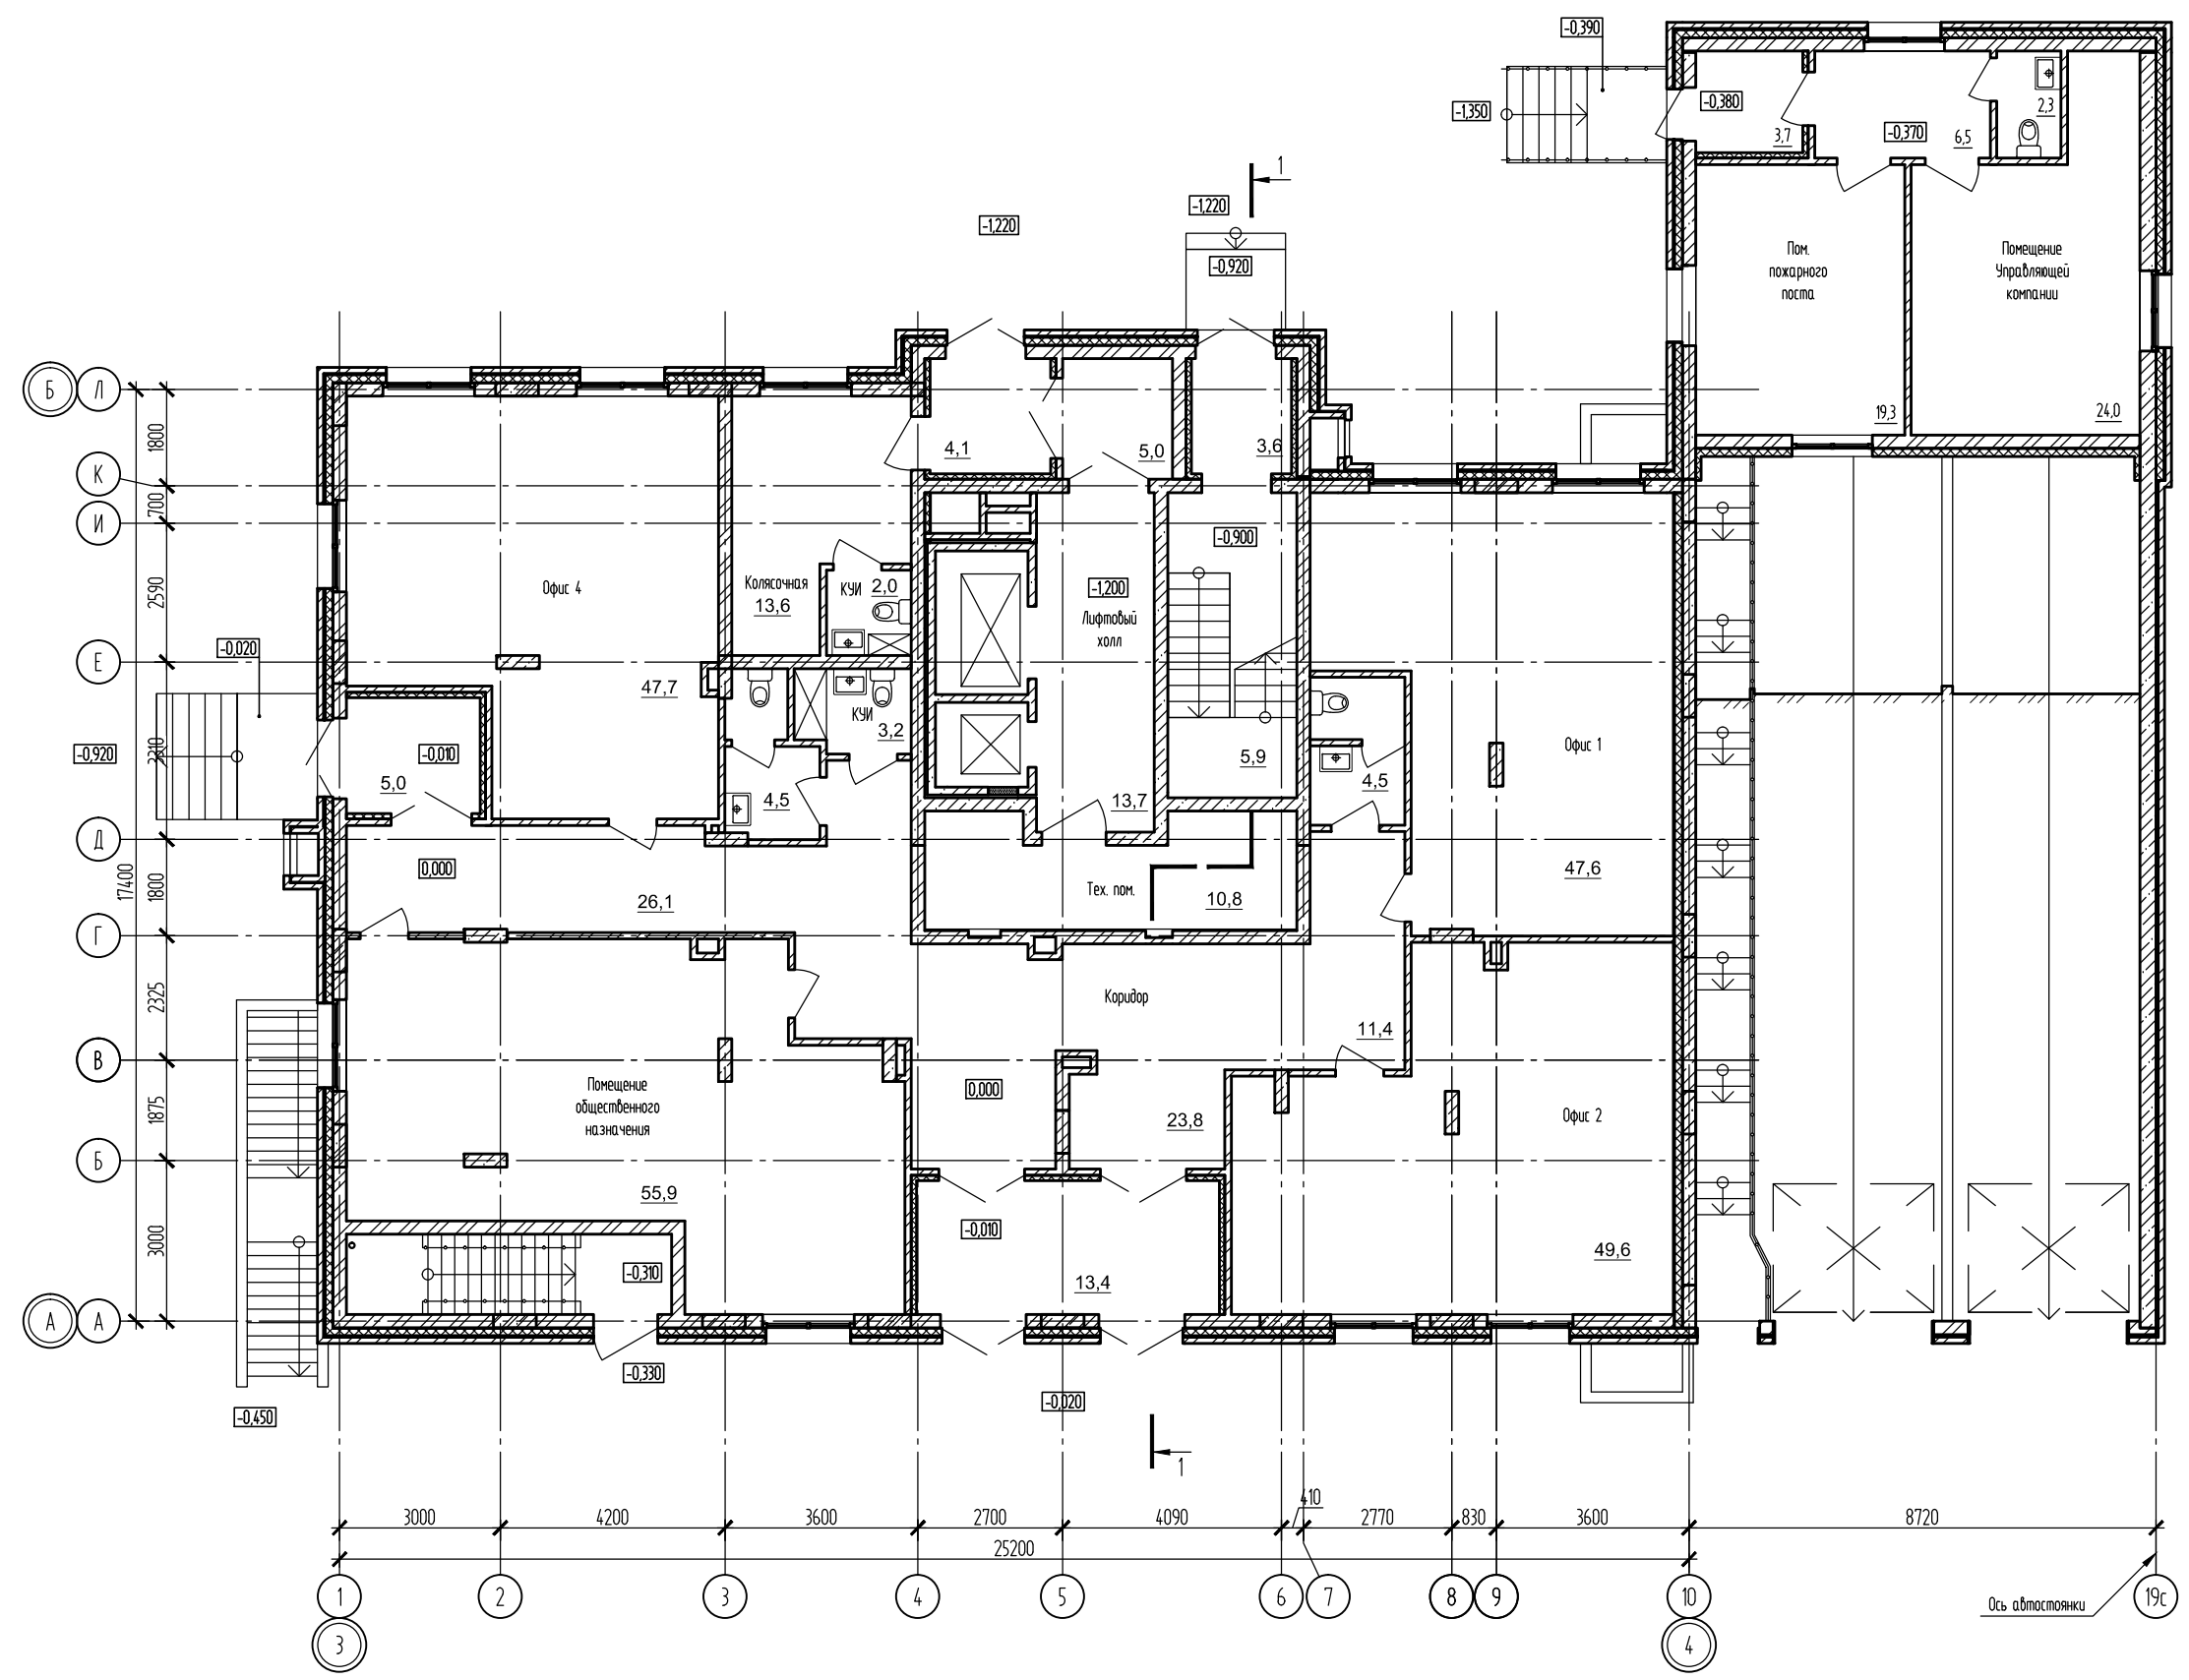 -0,390
-1,350
-0,380
3,7
-0,370
6,5
2,3
1
-1,220
-1,220
-0,920
Пом.
пожарного
поста
Помещение
Управляющей
компании
19,3
24,0
Б
Л
К
И
Е
Д
Г
В
Б
А
А
1800
700
2590
2310
1800
2325
1875
3000
17400
4,1
5,0
3,6
-0,900
Офис 4
Колясочная
13,6
КУИ
2,0
-1,200
Лифтовый
холл
-0,020
47,7
КУИ
3,2
-0,920
-0,010
5,0
4,5
13,7
5,9
4,5
Офис 1
0,000
26,1
Тех. пом.
10,8
47,6
Коридор
11,4
Помещение
общественного
назначения
0,000
23,8
Офис 2
55,9
-0,010
49,6
-0,310
13,4
-0,330
-0,020
-0,450
1
3000
4200
3600
2700
4090
410
2770
830
3600
8720
25200
1
2
3
4
5
6
7
8
9
10
19с
Ось автостоянки
3
4